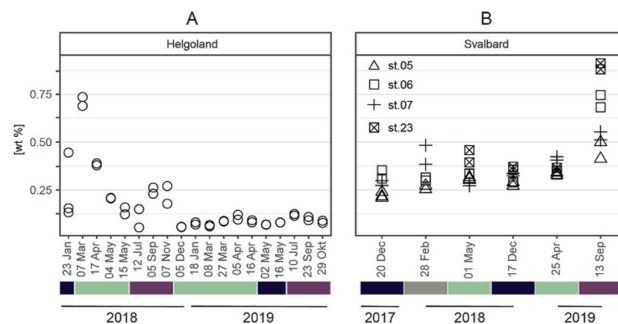 A
Helgoland
[wt %]
0.75
0.50
0.25
23 Jan
07 Mar
17 Apr
04 May
15 May
12 Jul
05 Sep
07 Nov
05 Dec
18 Jan
08 Mar
27 Mar
05 Apr
16 Apr
02 May
16 May
10 Jul
23 Sep
29 Okt
2018
2019
B
Svalbard
st.05
st.06
st.07
st.23
20 Dec
28 Feb
01 May
17 Dec
25 Apr
13 Sep
2017
2018
2019